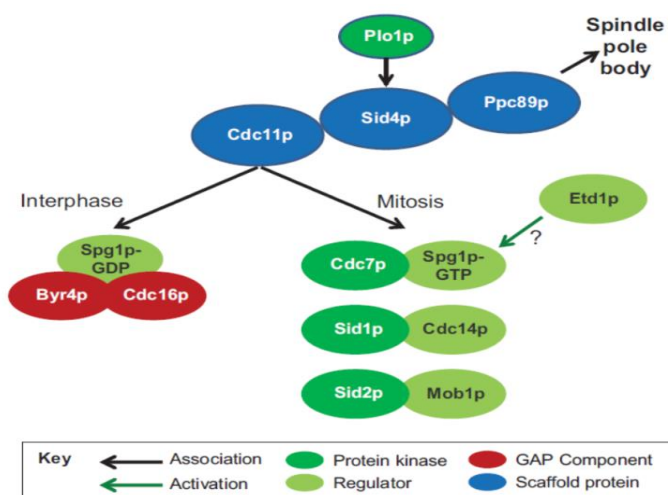 Plo1p
Spindle
pole
body
Ppc89p
Sid4p
Cdc11p
Interphase
Mitosis
Etd1p
?
Spg1p-
GDP
Byr4p
Cdc16p
Cdc7p
Spg1p-
GTP
Sid1p
Cdc14p
Sid2p
Mob1p
Key
Association
Protein kinase
GAP Component
Activation
Regulator
Scaffold protein